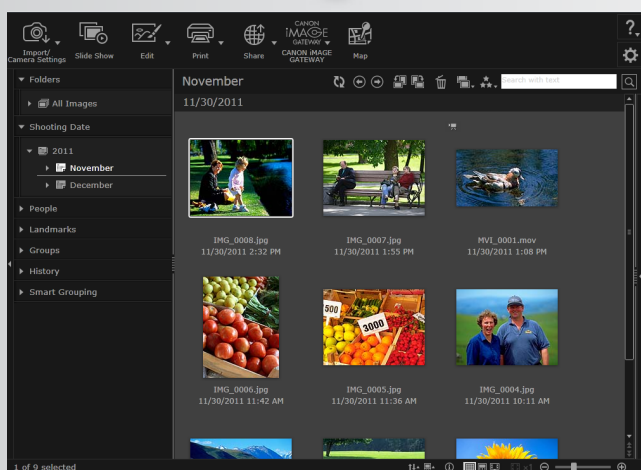 CANON
iMAGE
GATEWAY
?
Import/
Camera Settings
Slide Show
Edit
Print
Share
CANON iMAGE
GATEWAY
Map
Folders
All Images
Shooting Date
2011
November
December
People
Landmarks
Groups
History
Smart Grouping
November
Search with text
11/30/2011
IMG_0008.jpg
11/30/2011 2:32 PM
IMG_0007.jpg
11/30/2011 1:55 PM
MVI_0001.mov
11/30/2011 1:08 PM
500
3000
IMG_0006.jpg
11/30/2011 11:42 AM
IMG_0005.jpg
11/30/2011 11:36 AM
IMG_0004.jpg
11/30/2011 10:11 AM
1 of 9 selected
x1